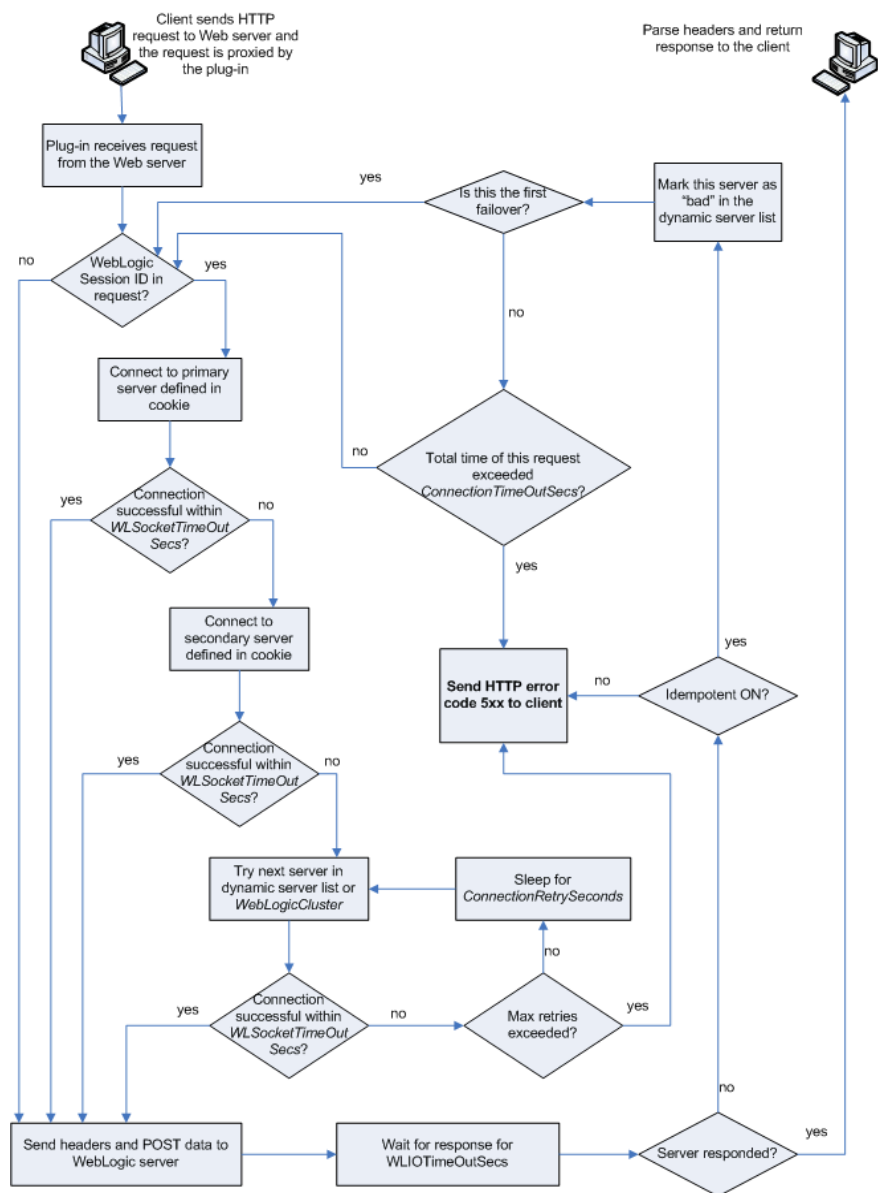 Client sends HTTP
request to Web server and
the request is proxied by
the plug-in
Parse headers and return
response to the client
Plug-in receives request
from the Web server
yes
Is this the first
failover?
Mark this server as
“bad” in the
dynamic server list
no
WebLogic
Session ID in
request?
yes
no
Connect to primary
server defined in
cookie
no
Total time of this request
exceeded
ConnectionTimeOutSecs?
yes
Connection
successful within
WLSocketTimeOut
Secs?
no
yes
Connect to
secondary server
defined in cookie
yes
Send HTTP error
code 5xx to client
no
Idempotent ON?
yes
Connection
successful within
WLSocketTimeOut
Secs?
no
Try next server in
dynamic server list or
WebLogicCluster
Sleep for
ConnectionRetrySeconds
no
yes
Connection
successful within
WLSocketTimeOut
Secs?
no
Max retries
exceeded?
yes
no
Send headers and POST data to
WebLogic server
Wait for response for
WLIOTimeOutSecs
Server responded?
yes